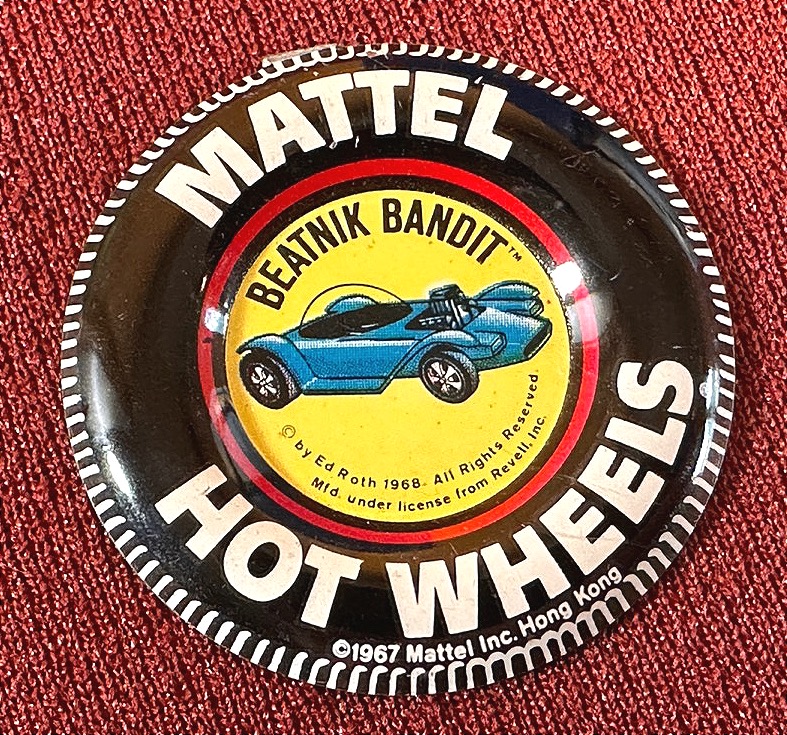 MATTEL
BEATNIK BANDIT™
© by Ed Roth 1968 All Rights Reserved.
Mfd. under license from Revell, Inc.
HOT WHEELS
©1967 Mattel Inc. Hong Kong